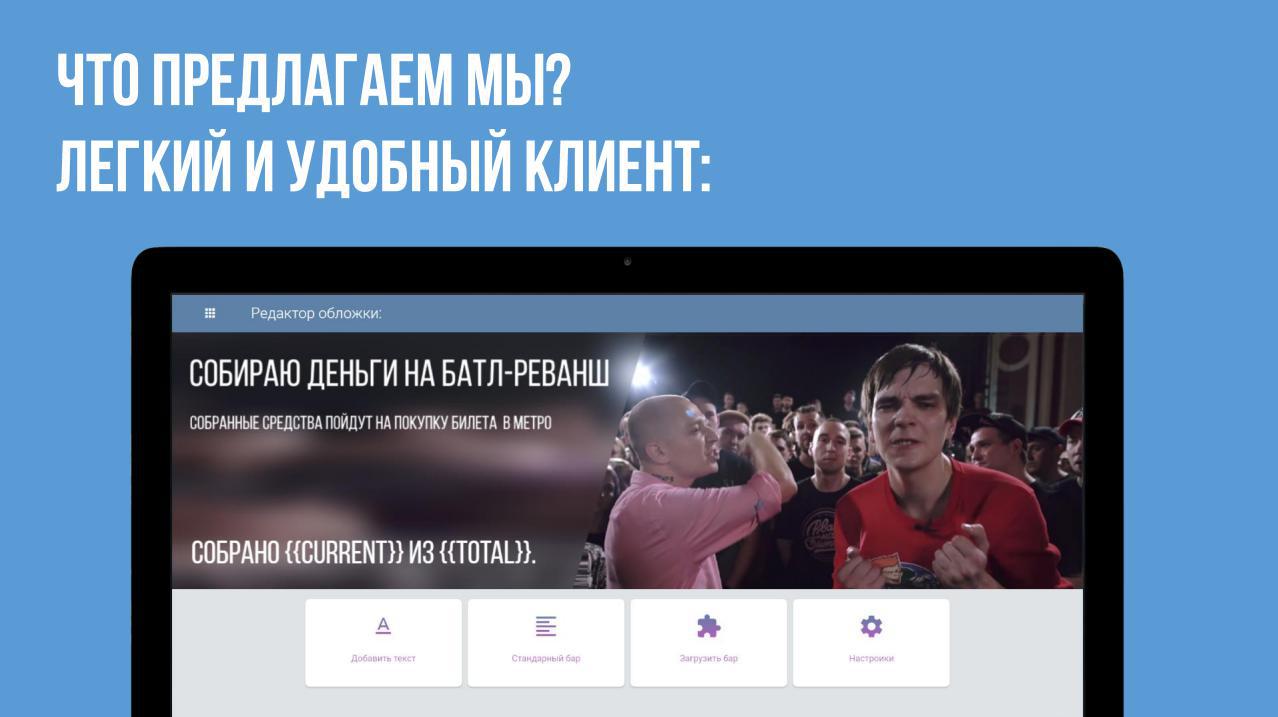 ЧТО ПРЕДЛАГАЕМ МЫ?
ЛЕГКИЙ И УДОБНЫЙ КЛИЕНТ:
Редактор обложки:
СОБИРАЮ ДЕНЬГИ НА БАТЛ-РЕВАНШ
СОБРАННЫЕ СРЕДСТВА ПОЙДУТ НА ПОКУПКУ БИЛЕТА В МЕТРО
СОБРАНО {{CURRENT}} ИЗ {{TOTAL}}.
Добавить текст
Стандарный бар
Загрузить бар
Настроики